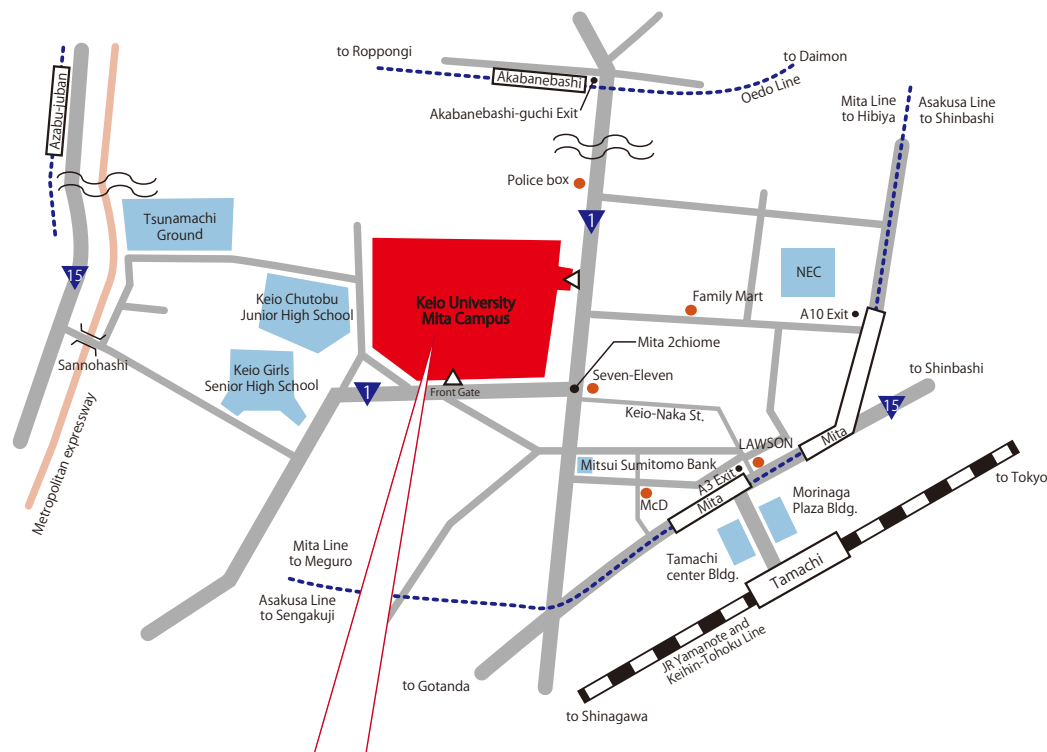 to Roppongi
Akabanebashi
to Daimon
Oedo Line
Akabanebashi-guchi Exit
Mita Line
to Hibiya
Asakusa Line
to Shinbashi
Azabu-juban
Police box
1
Tsunamachi
Ground
15
NEC
Keio Chutobu
Junior High School
Keio University
Mita Campus
Family Mart
A10 Exit
Sannohashi
Mita 2chiome
Keio Girls
Senior High School
1
Front Gate
Seven-Eleven
to Shinbashi
15
Keio-Naka St.
Mita
LAWSON
Metropolitan expressway
Mitsui Sumitomo Bank
A3 Exit
Mita
McD
to Tokyo
Morinaga
Plaza Bldg.
Mita Line
to Meguro
Tamachi
center Bldg.
Tamachi
Asakusa Line
to Sengakuji
JR Yamanote and
Keihin-Tohoku Line
to Gotanda
to Shinagawa